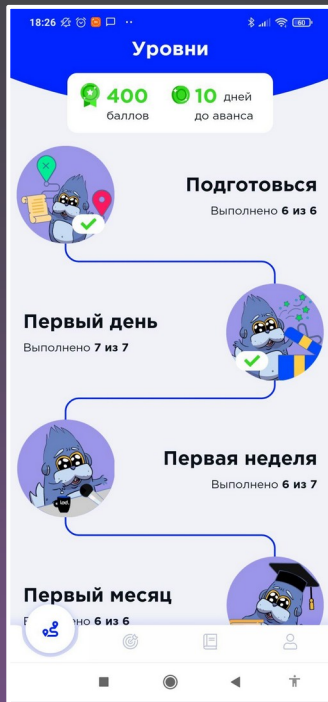 18:26
60
Уровни
400
баллов
10 дней
до аванса
Подготовься
Выполнено 6 из 6
Первый день
Выполнено 7 из 7
Первая неделя
Выполнено 6 из 7
Первый месяц
но 6 из 6